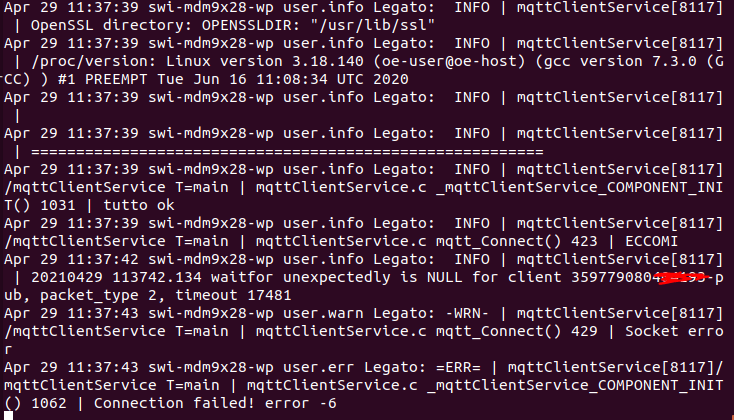 Apr 29 11:37:39 swi-mdm9x28-wp user.info Legato:  INFO | mqttClientService[8117]
 | OpenSSL directory: OPENSSLDIR: "/usr/lib/ssl"
Apr 29 11:37:39 swi-mdm9x28-wp user.info Legato:  INFO | mqttClientService[8117]
 | /proc/version: Linux version 3.18.140 (oe-user@oe-host) (gcc version 7.3.0 (G
CC) ) #1 PREEMPT Tue Jun 16 11:08:34 UTC 2020
Apr 29 11:37:39 swi-mdm9x28-wp user.info Legato:  INFO | mqttClientService[8117]
 |
Apr 29 11:37:39 swi-mdm9x28-wp user.info Legato:  INFO | mqttClientService[8117]
 | =========================================================
Apr 29 11:37:39 swi-mdm9x28-wp user.info Legato:  INFO | mqttClientService[8117]
/mqttClientService T=main | mqttClientService.c _mqttClientService_COMPONENT_INI
T() 1031 | tutto ok
Apr 29 11:37:39 swi-mdm9x28-wp user.info Legato:  INFO | mqttClientService[8117]
/mqttClientService T=main | mqttClientService.c mqtt_Connect() 423 | ECCOMI
Apr 29 11:37:42 swi-mdm9x28-wp user.info Legato:  INFO | mqttClientService[8117]
 | 20210429 113742.134 waitfor unexpectedly is NULL for client 3597790804 -p
ub, packet_type 2, timeout 17481
Apr 29 11:37:43 swi-mdm9x28-wp user.warn Legato: -WRN- | mqttClientService[8117]
/mqttClientService T=main | mqttClientService.c mqtt_Connect() 429 | Socket erro
r
Apr 29 11:37:43 swi-mdm9x28-wp user.err Legato: =ERR= | mqttClientService[8117]/
mqttClientService T=main | mqttClientService.c _mqttClientService_COMPONENT_INIT
() 1062 | Connection failed! error -6